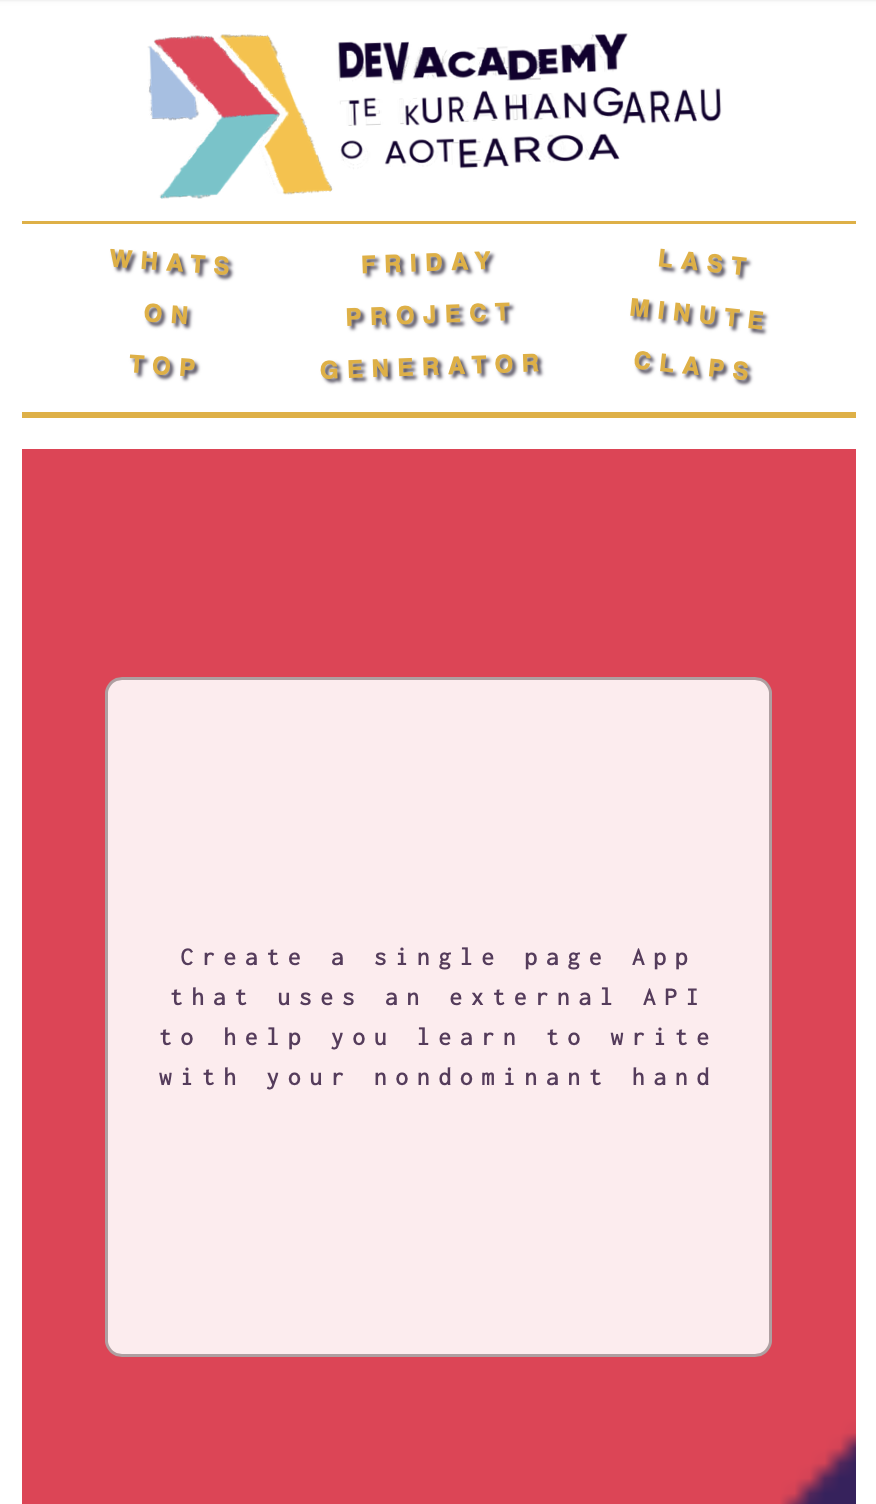 DEVACADEMY
TE KURAHANGARAU
O AOTEAROA
WHATS
ON
TOP
FRIDAY
PROJECT
GENERATOR
LAST
MINUTE
CLAPS
Create a single page App
that uses an external API
to help you learn to write
with your nondominant hand